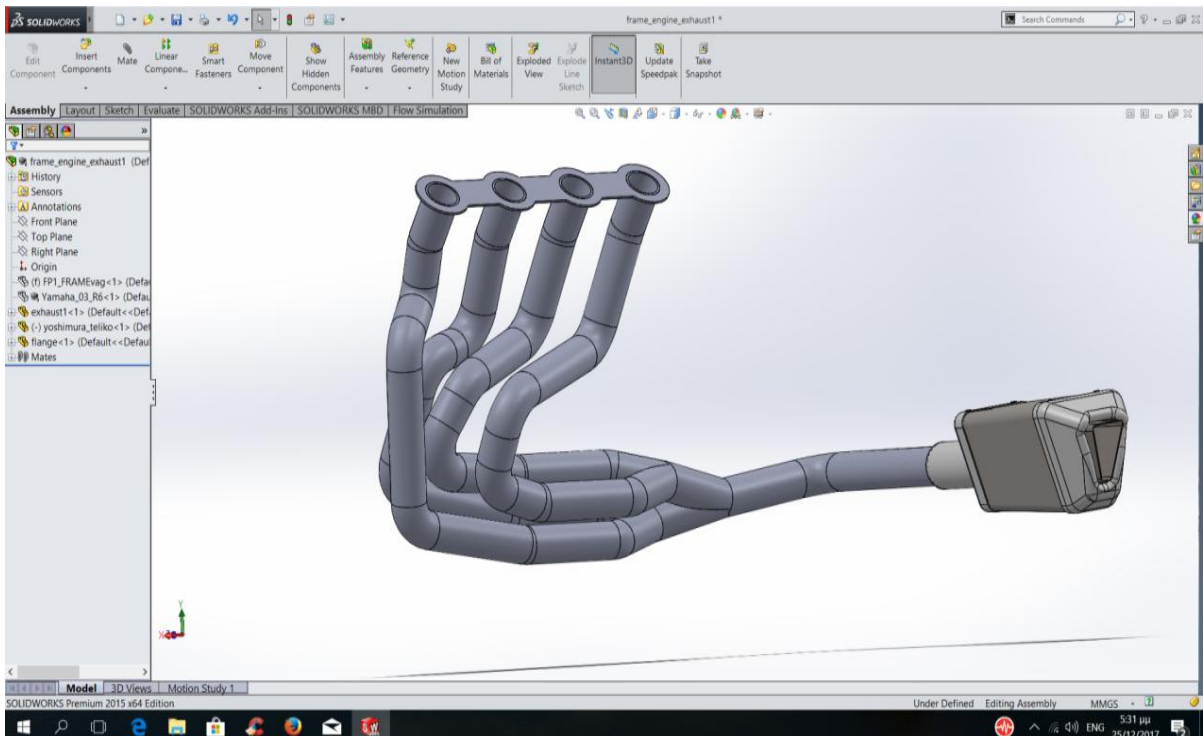 SOLIDWORKS
frame_engine_exhaust1 *
Search Commands
Edit Component
Insert Components
Mate
Linear Compone...
Smart Fasteners
Move Component
Show Hidden Components
Assembly Features
Reference Geometry
New Motion Study
Bill of Materials
Exploded View
Explode Line Sketch
Instant3D
Update Speedpak
Take Snapshot
Assembly
Layout
Sketch
Evaluate
SOLIDWORKS Add-Ins
SOLIDWORKS MBD
Flow Simulation
frame_engine_exhaust1 (Def
History
Sensors
Annotations
Front Plane
Top Plane
Right Plane
Origin
(f) FP1_FRAMEvag<1> (Defau
Yamaha_03_R6<1> (Defau
exhaust1<1> (Default<<Def
(-) yoshimura_teliko<1> (Det
flange<1> (Default<<Defaul
Mates
Y
X
Model
3D Views
Motion Study 1
SOLIDWORKS Premium 2015 x64 Edition
Under Defined
Editing Assembly
MMGS
ENG
5:31 μμ
25/12/2017